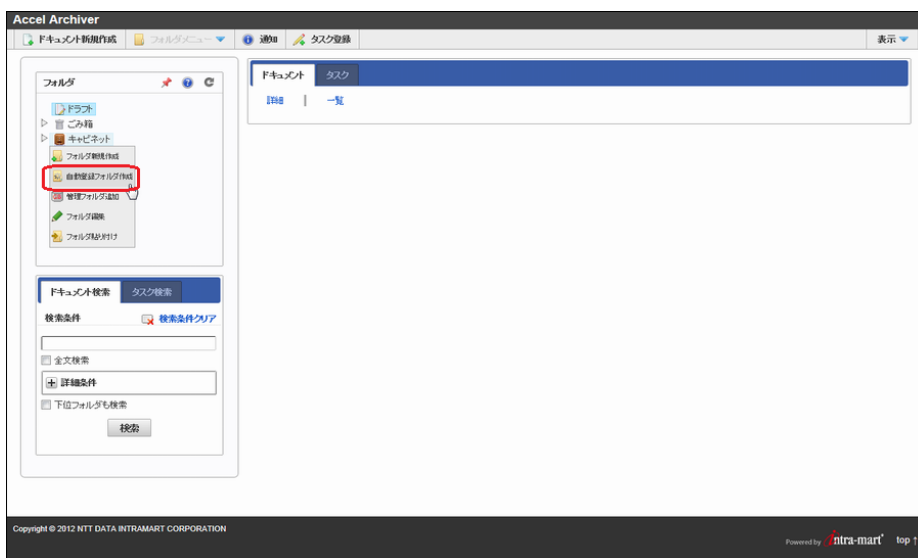 Accel Archiver
ドキュメント新規作成 フォルダメニュー 通知 タスク登録 表示
フォルダ
ドラフト
ごみ箱
キャビネット
フォルダ新規作成
自動登録フォルダ作成
管理フォルダ追加
フォルダ編集
フォルダ貼り付け
ドキュメント タスク
詳細 | 一覧
ドキュメント検索 タスク検索
検索条件 検索条件クリア
全文検索
詳細条件
下位フォルダも検索
検索
Copyright © 2012 NTT DATA INTRAMART CORPORATION
Powered by intra-mart top ↑